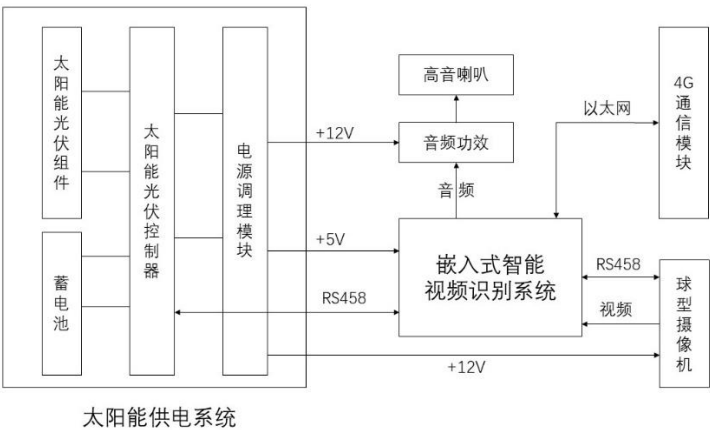 太阳能光伏组件
蓄电池
太阳能光伏控制器
电源调理模块
+12V
+5V
RS458
+12V
高音喇叭
音频功效
音频
嵌入式智能
视频识别系统
以太网
4G通信模块
RS458
视频
球型摄像机
太阳能供电系统